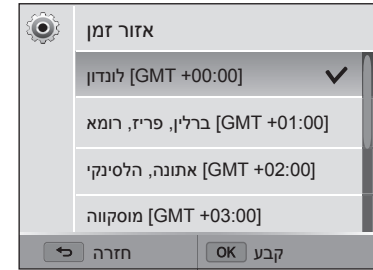 אזור זמן
[GMT +00:00] לונדון
[GMT +01:00] ברלין, פריז, רומא
[GMT +02:00] אתונה, הלסינקי
[GMT +03:00] מוסקווה
חזרה
קבע OK